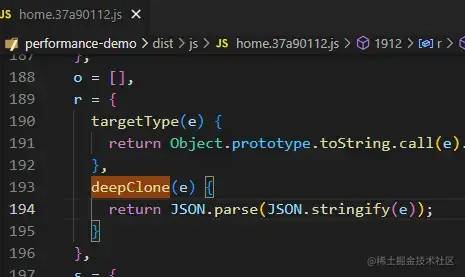 JS home.37a90112.js ×
performance-demo > dist > js > JS home.37a90112.js > 1912 > r >
187 },
188 o = [],
189 r = {
190 targetType(e) {
191 return Object.prototype.toString.call(e).
192 },
193 deepClone(e) {
194 return JSON.parse(JSON.stringify(e));
195 }
196 },
197 s = {
@稀土掘金技术社区